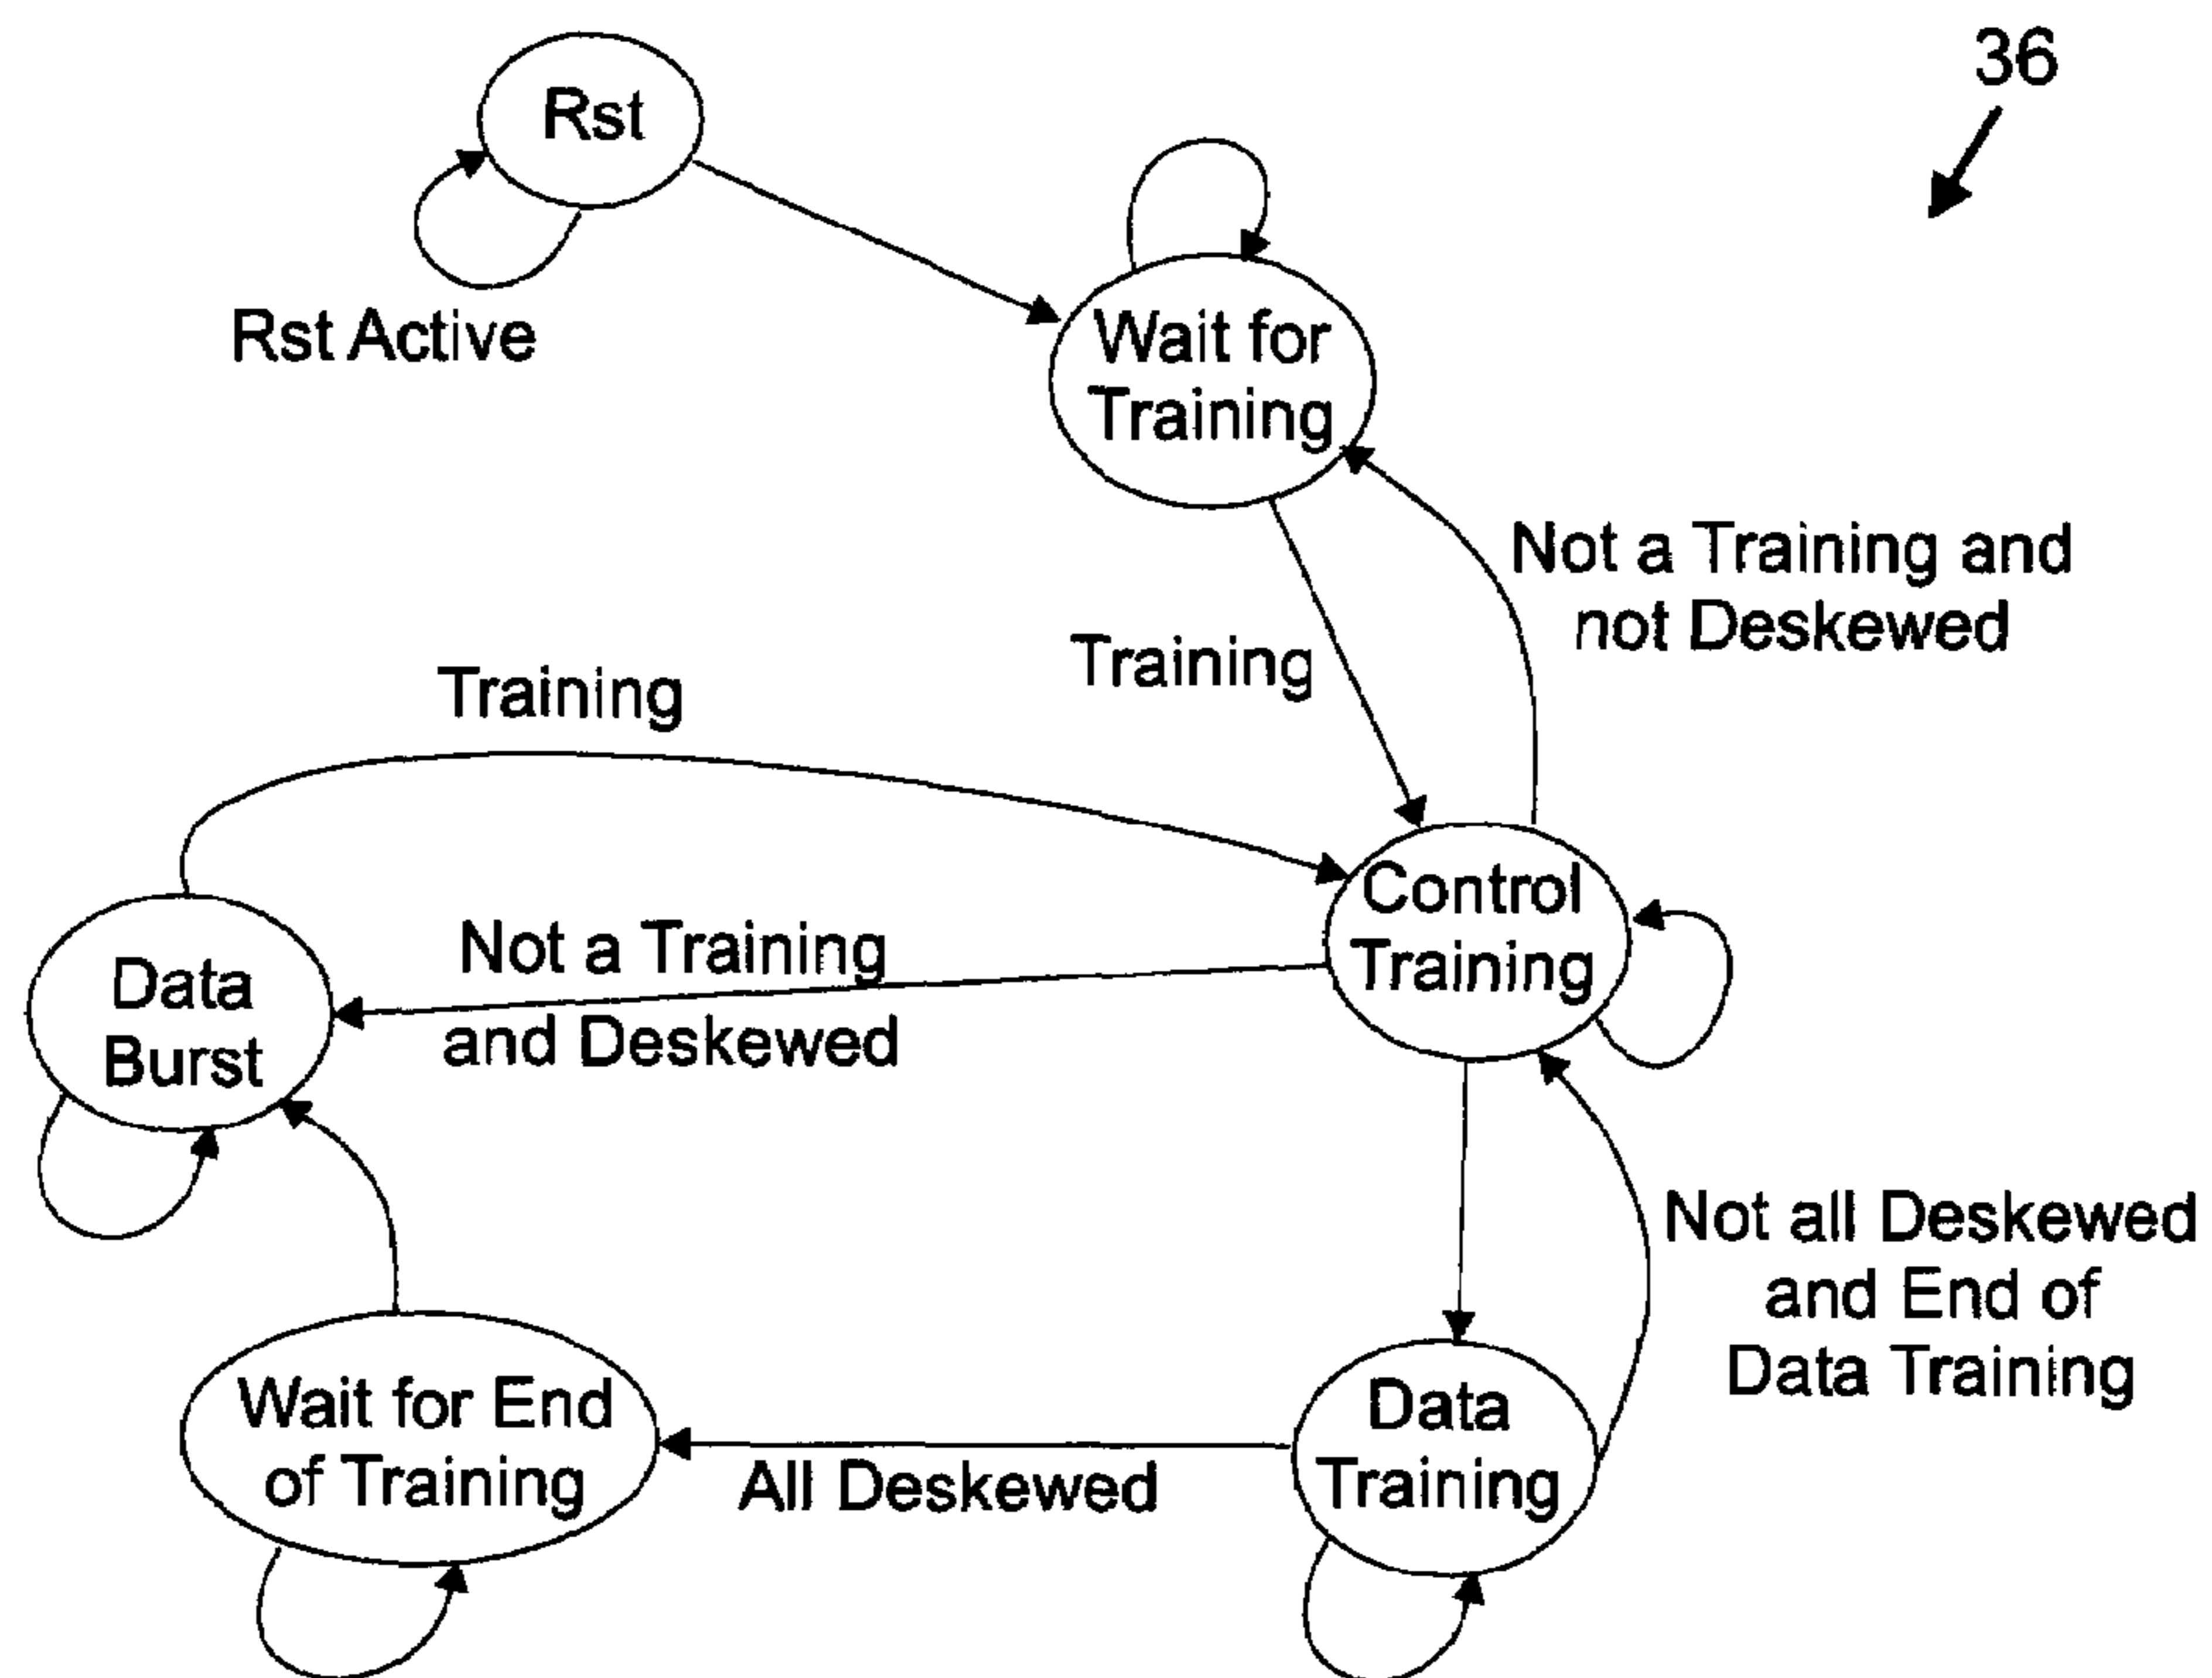 36
Rst
Rst Active
Wait for
Training
Not a Training and
not Deskewed
Training
Training
Control
Training
Not a Training
and Deskewed
Data
Burst
Not all Deskewed
and End of
Data Training
Wait for End
of Training
All Deskewed
Data
Training